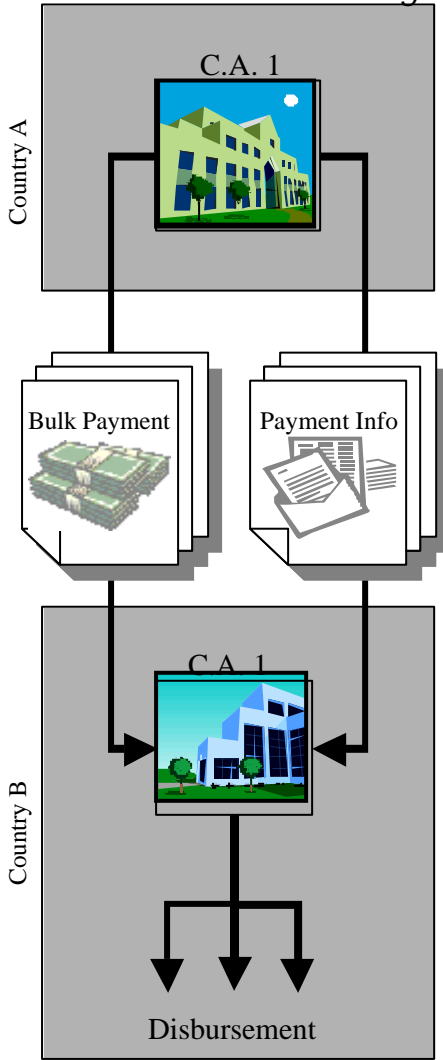 C.A. 1
Country A
Bulk Payment
Payment Info
C.A. 1
Country B
Disbursement